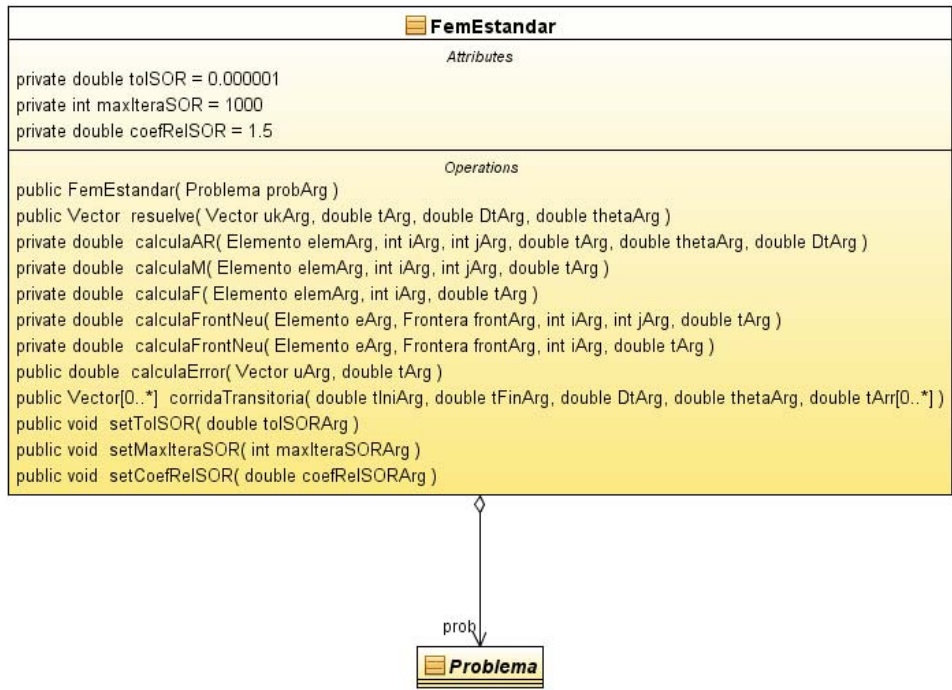 FemEstandar
Attributes
private double tolSOR = 0.000001
private int maxIteraSOR = 1000
private double coefRelSOR = 1.5
Operations
public FemEstandar( Problema probArg )
public Vector resuelve( Vector ukArg, double tArg, double DtArg, double thetaArg )
private double calculaAR( Elemento elemArg, int iArg, int jArg, double tArg, double thetaArg, double DtArg )
private double calculaM( Elemento elemArg, int iArg, int jArg, double tArg )
private double calculaF( Elemento elemArg, int iArg, double tArg )
private double calculaFrontNeu( Elemento eArg, Frontera frontArg, int iArg, int jArg, double tArg )
private double calculaFrontNeu( Elemento eArg, Frontera frontArg, int iArg, double tArg )
public double calculaError( Vector uArg, double tArg )
public Vector[0..*] corridaTransitoria( double tIniArg, double tFinArg, double DtArg, double thetaArg, double tArr[0..*] )
public void setTolSOR( double tolSORArg )
public void setMaxIteraSOR( int maxIteraSORArg )
public void setCoefRelSOR( double coefRelSORArg )
prob
Problema